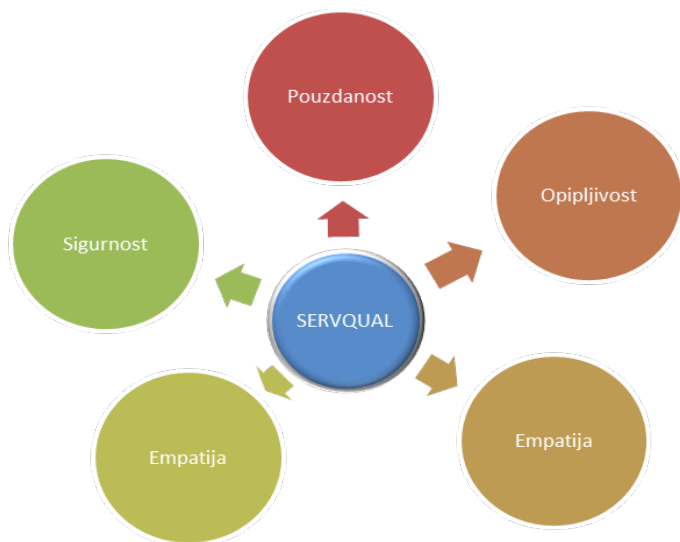 Pouzdanost
Opipljivost
Sigurnost
SERVQUAL
Empatija
Empatija